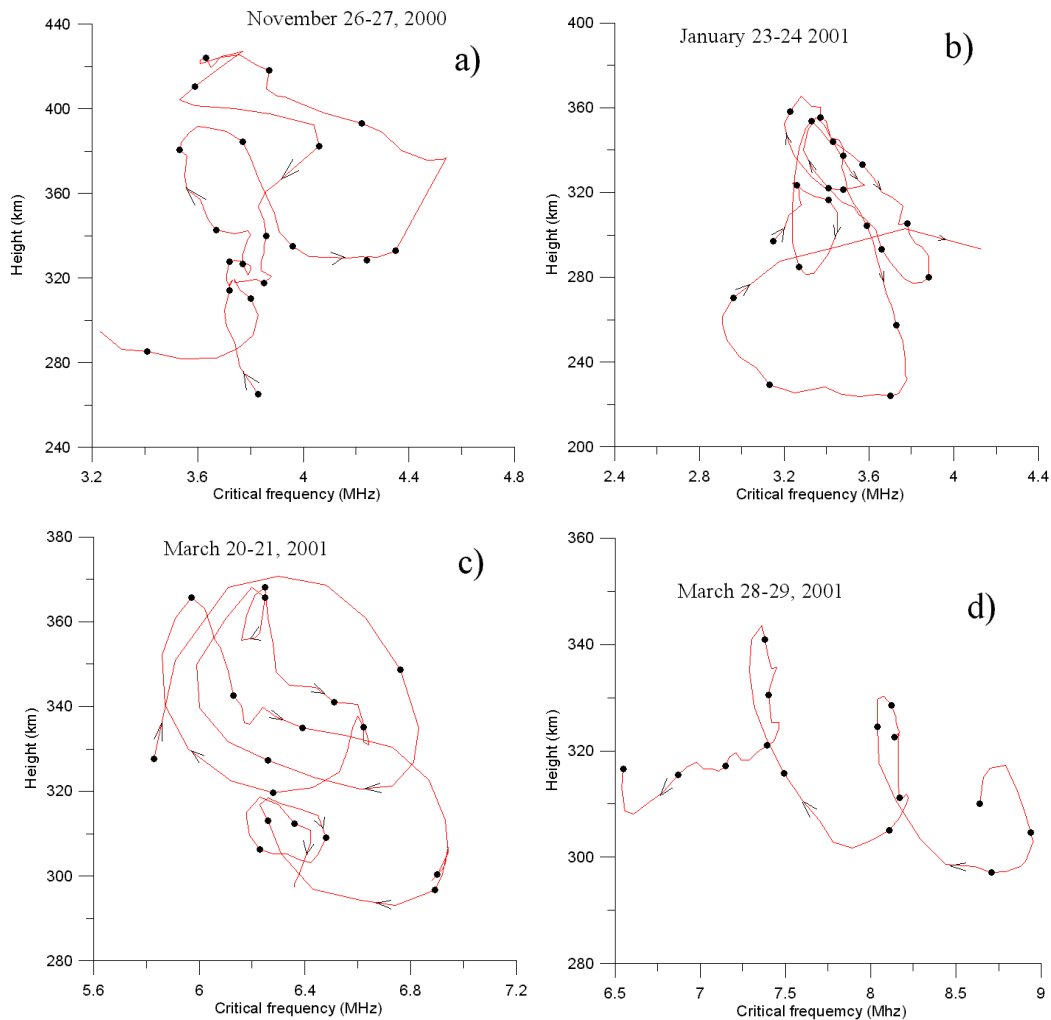 November 26-27, 2000
a)
440
400
360
320
280
240
Height (km)
3.2
3.6
4
4.4
4.8
Critical frequency (MHz)
January 23-24 2001
b)
400
360
320
280
240
200
Height (km)
2.4
2.8
3.2
3.6
4
4.4
Critical frequency (MHz)
March 20-21, 2001
c)
380
360
340
320
300
280
Height (km)
5.6
6
6.4
6.8
7.2
Critical frequency (Mhz)
March 28-29, 2001
d)
360
340
320
300
280
Height (km)
6.5
7
7.5
8
8.5
9
Critical frequemcy (MHz)